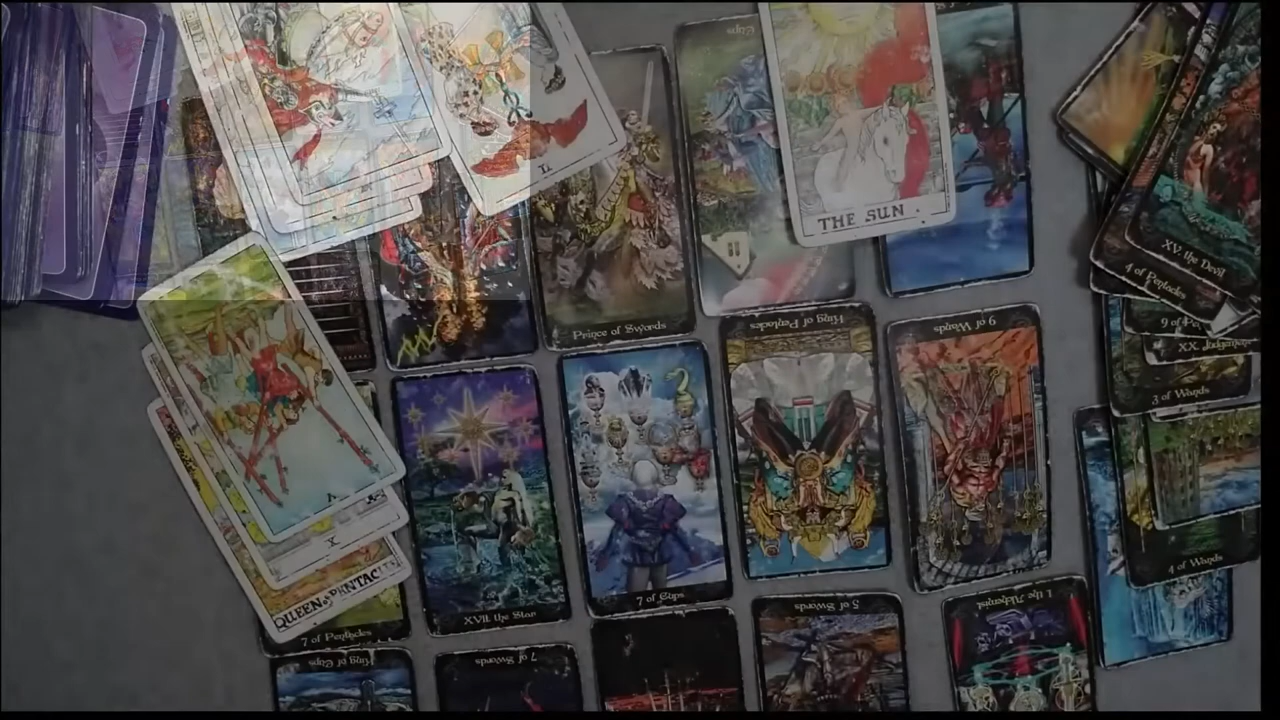 Cups
THE SUN
II
XV. the Devil
4 of Pentacles
Prince of Swords
King of Pentacles
9 of Wands
XX. Judgement
3 of Wands
X
QUEEN of PENTACLES
7 of Pentacles
XVII. the Star
7 of Cups
4 of Wands
King of Cups
7 of Swords
5 of Swords
I. the Alchemist